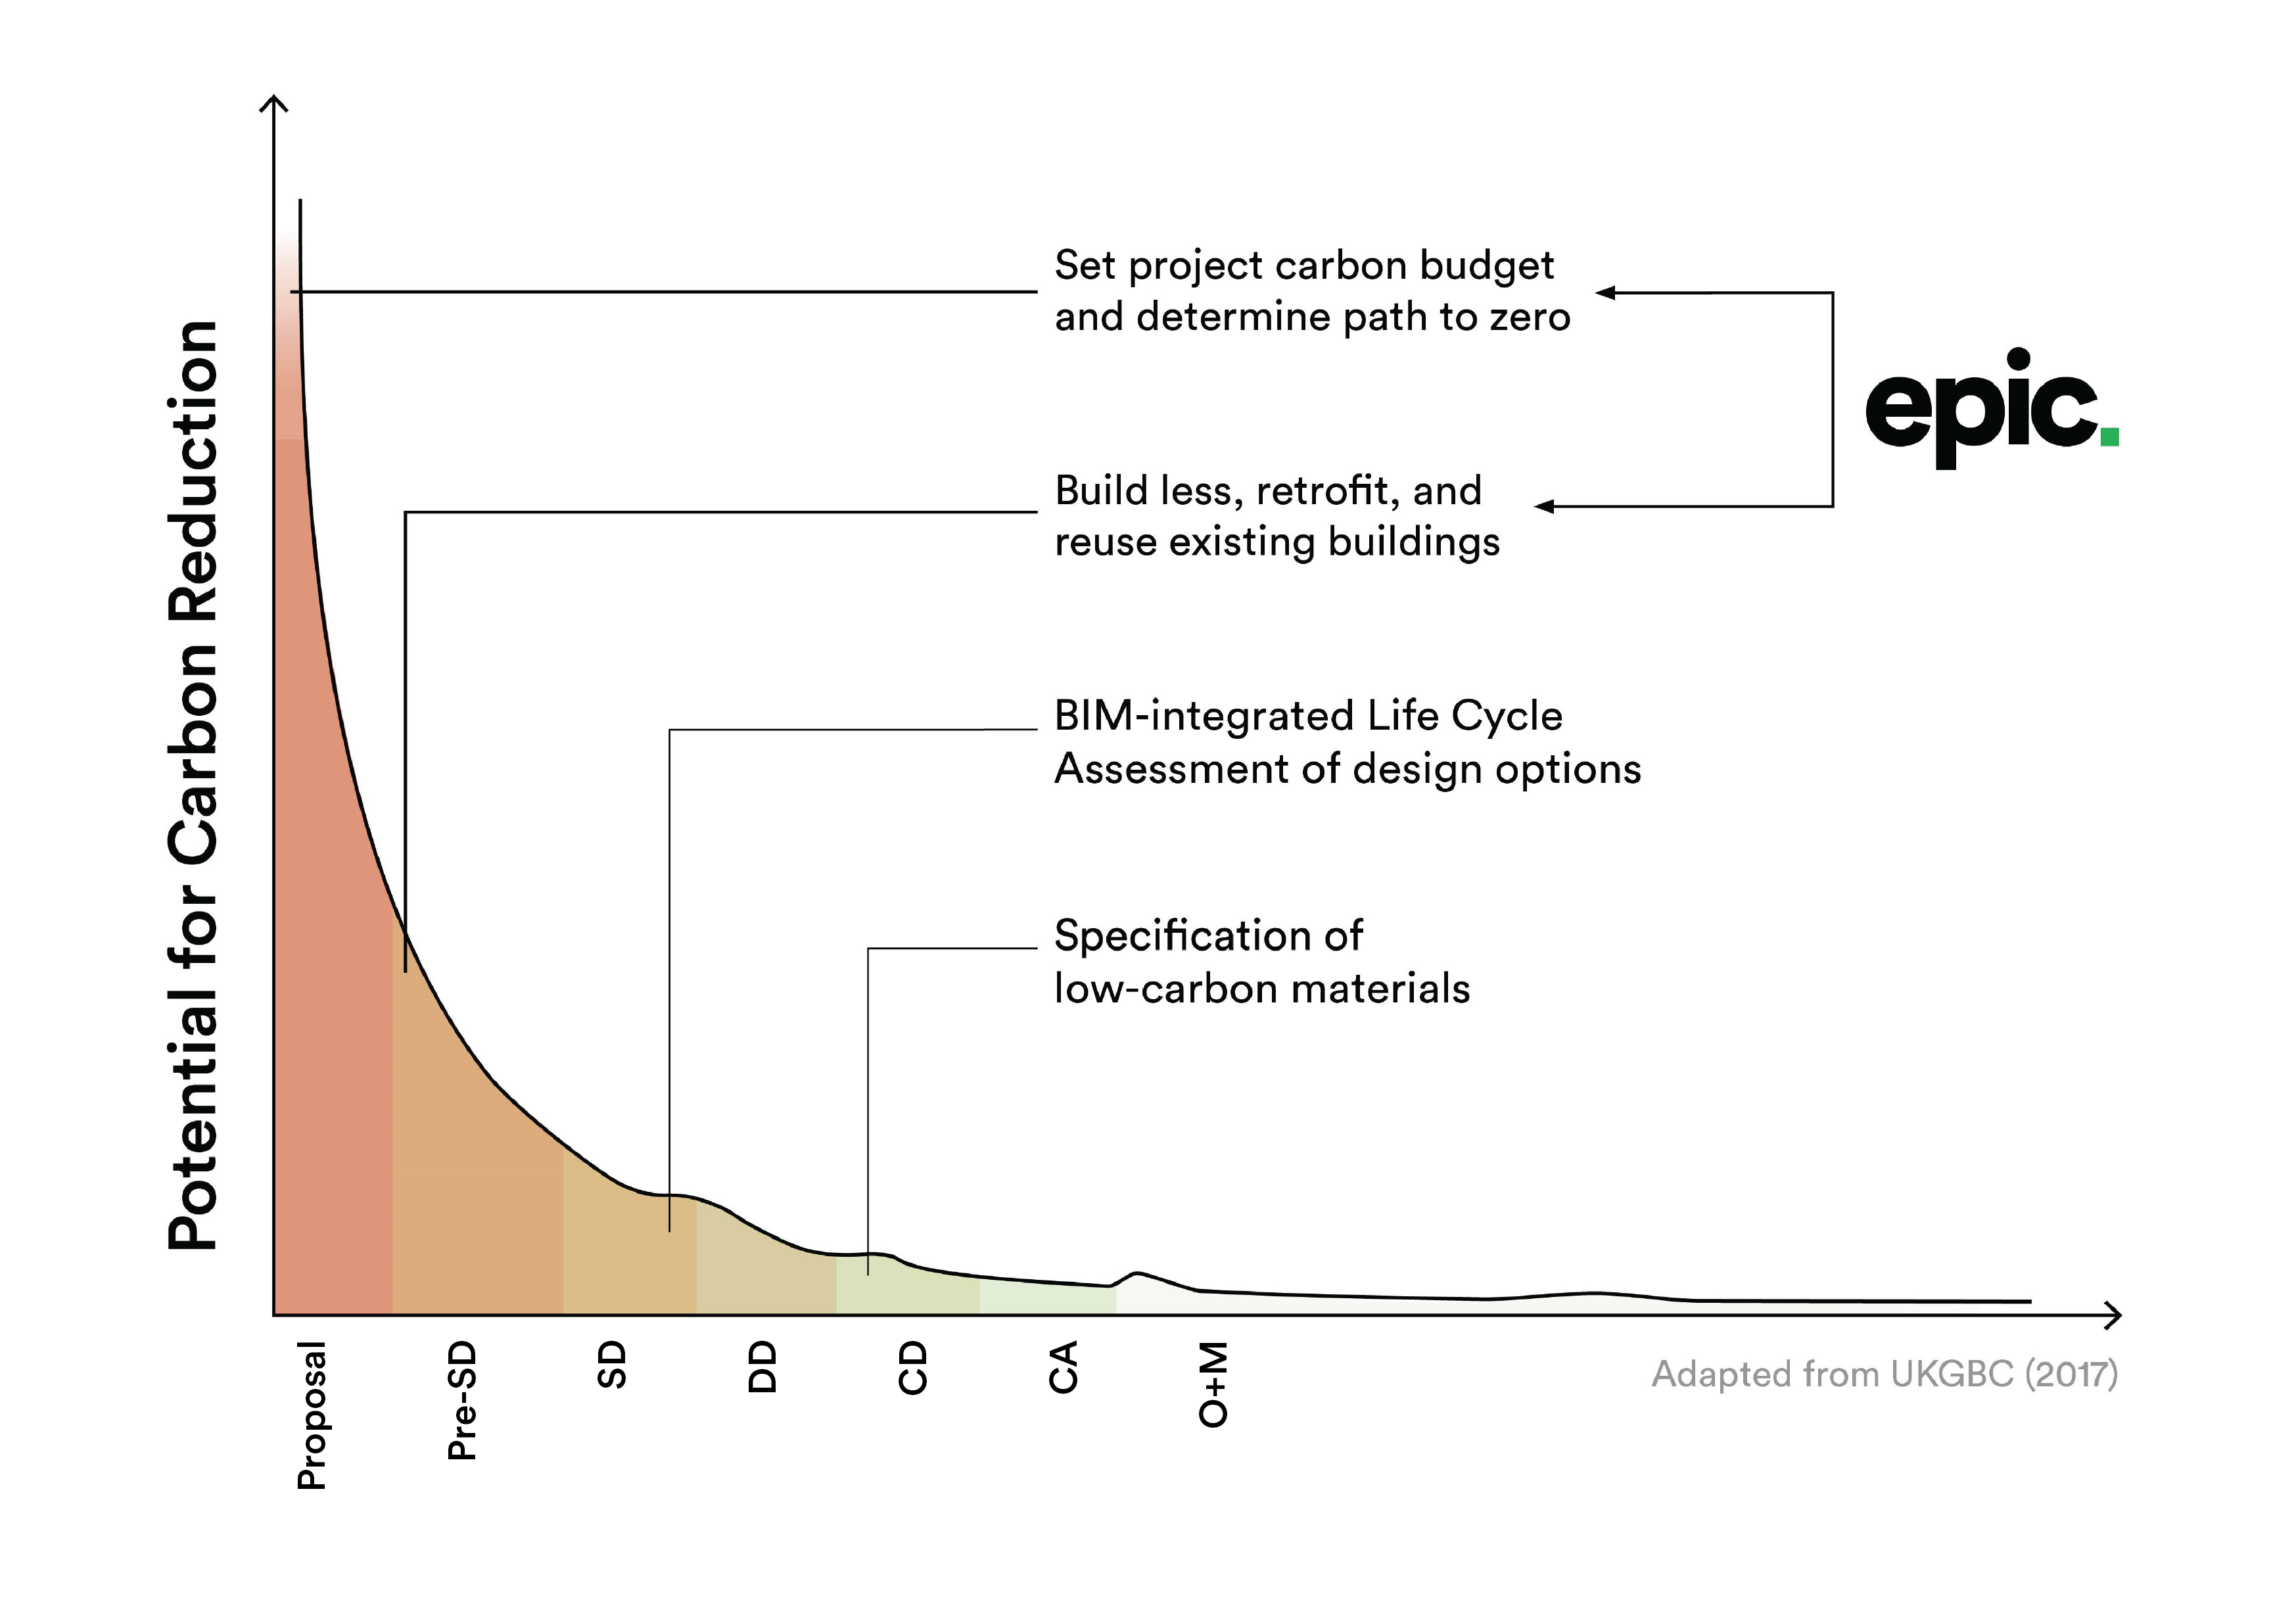 Potential for Carbon Reduction
Set project carbon budget
and determine path to zero
epic.
Build less, retrofit, and
reuse existing buildings
BIM-integrated Life Cycle
Assessment of design options
Specification of
low-carbon materials
Proposal
Pre-SD
SD
DD
CD
CA
O+M
Adapted from UKGBC (2017)